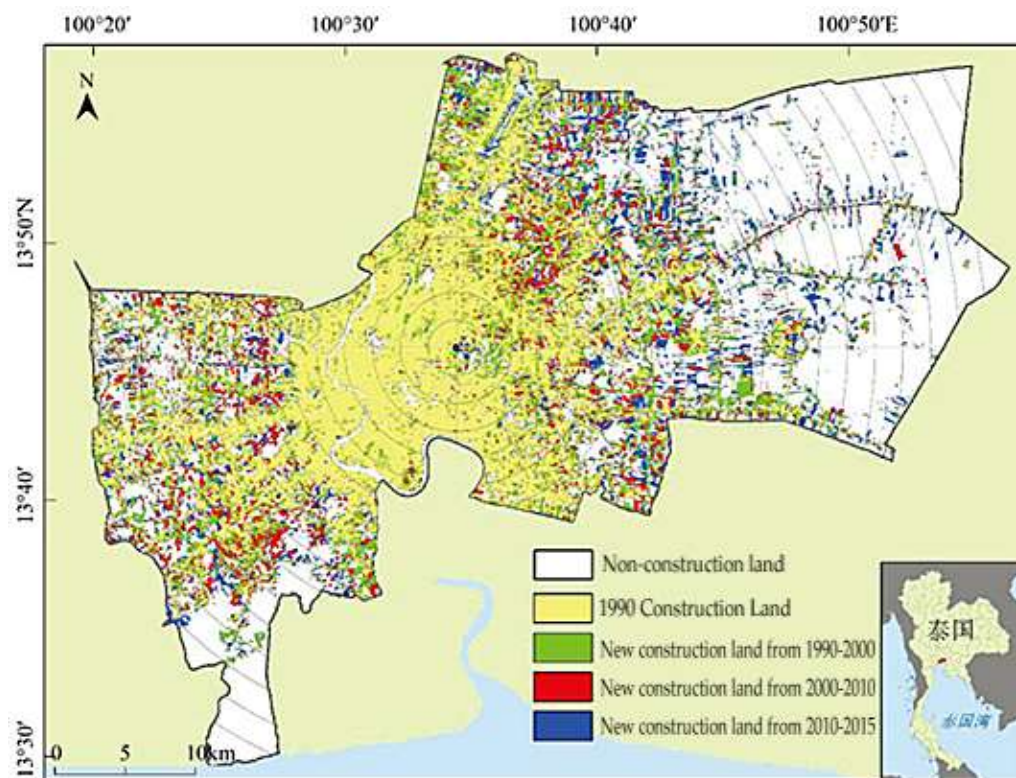 100°20'
100°30'
100°40'
100°50'E
N
13°50'N
13°40'
13°30'
Non-construction land
1990 Construction Land
New construction land from 1990-2000
New construction land from 2000-2010
New construction land from 2010-2015
0 5 10km
泰国
泰国湾